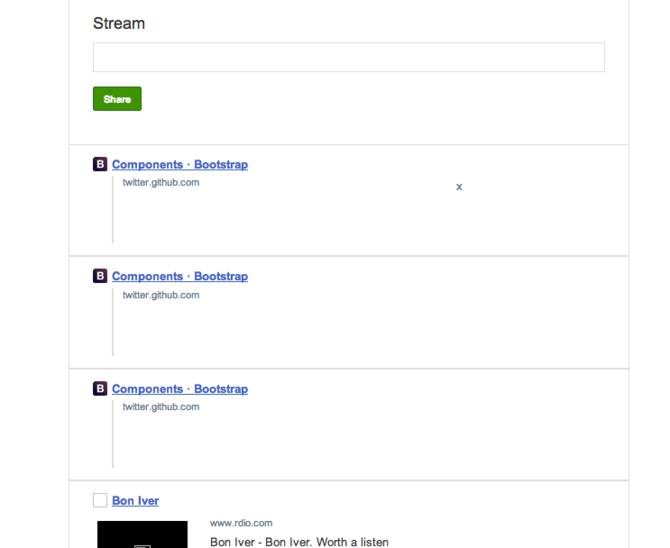 Stream
Share
B Components · Bootstrap
twitter.github.com
x
B Components · Bootstrap
twitter.github.com
B Components · Bootstrap
twitter.github.com
Bon Iver
www.rdio.com
Bon Iver - Bon Iver. Worth a listen